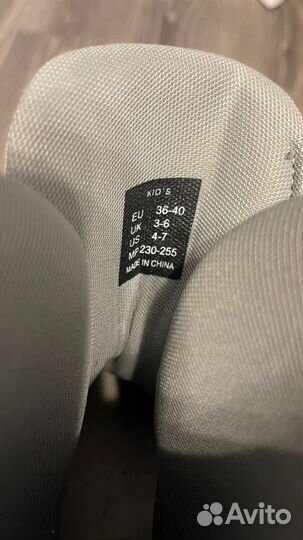 KID'S
EU 36-40
UK 3-6
US 4-7
MP 230-255
MADE IN CHINA
Avito